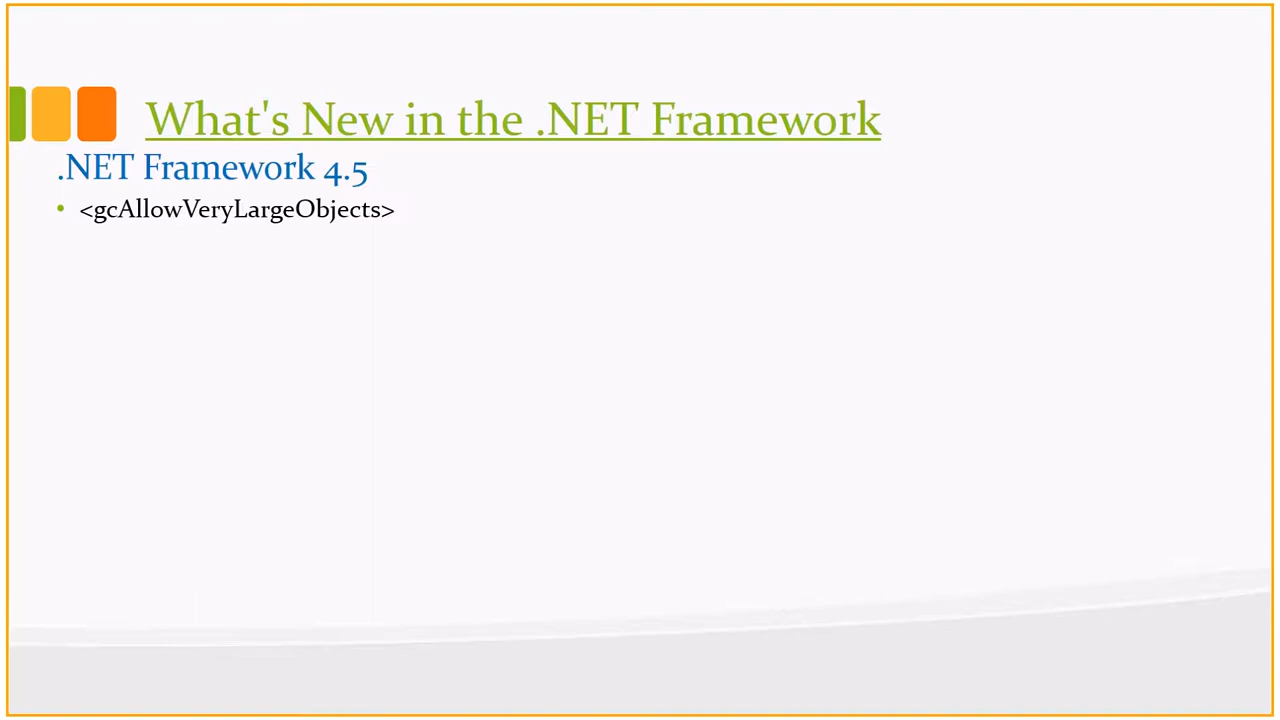 What's New in the .NET Framework
.NET Framework 4.5
• <gcAllowVeryLargeObjects>